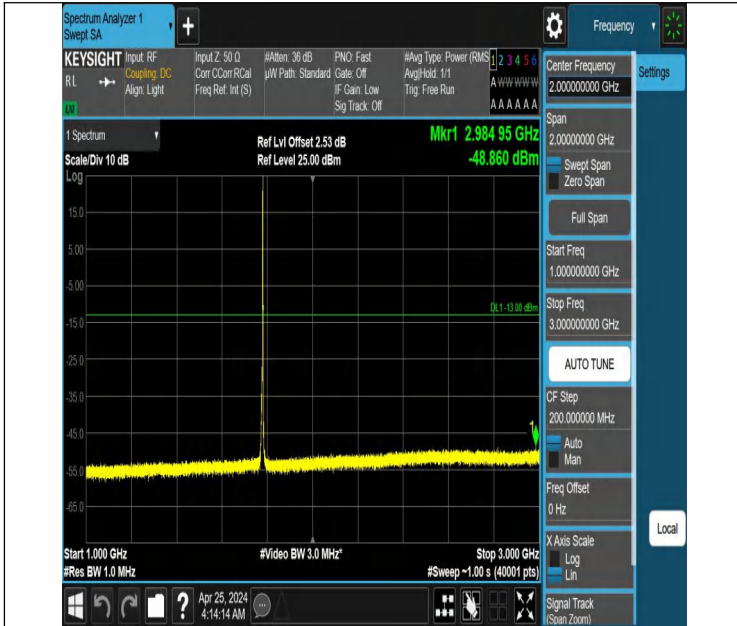 Spectrum Analyzer 1
Swept SA
+
Frequency
KEYSIGHT
RL
Input: RF
Coupling: DC
Align: Light
Input Z: 50 Ω
Corr CCorr RCal
Freq Ref: Int (S)
#Atten: 36 dB
µW Path: Standard
PNO: Fast
Gate: Off
IF Gain: Low
Sig Track: Off
#Avg Type: Power (RMS
Avg|Hold: 1/1
Trig: Free Run
1 2 3 4 5 6
A W W W W W
A A A A A A
1 Spectrum
Scale/Div 10 dB
Log
Ref Lvl Offset 2.53 dB
Ref Level 25.00 dBm
Mkr1 2.984 95 GHz
-48.860 dBm
15.0
5.00
-5.00
-15.0
-25.0
-35.0
-45.0
-55.0
-65.0
DL1 -13.00 dBm
1
Start 1.000 GHz
#Res BW 1.0 MHz
#Video BW 3.0 MHz*
Stop 3.000 GHz
#Sweep ~1.00 s (40001 pts)
?
Apr 25, 2024
4:14:14 AM
Center Frequency
2.000000000 GHz
Settings
Span
2.00000000 GHz
Swept Span
Zero Span
Full Span
Start Freq
1.000000000 GHz
Stop Freq
3.000000000 GHz
AUTO TUNE
CF Step
200.000000 MHz
Auto
Man
Freq Offset
0 Hz
X Axis Scale
Log
Lin
Local
Signal Track
(Span Zoom)